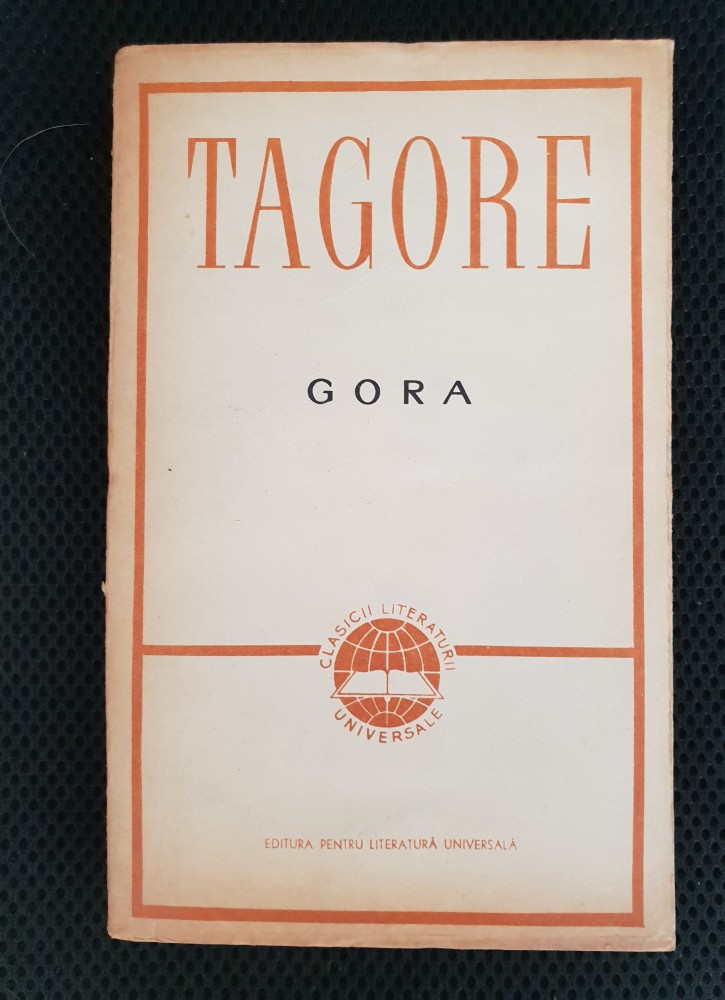 TAGORE
GORA
CLASICII LITERATURII
UNIVERSALE
EDITURA PENTRU LITERATURĂ UNIVERSALĂ